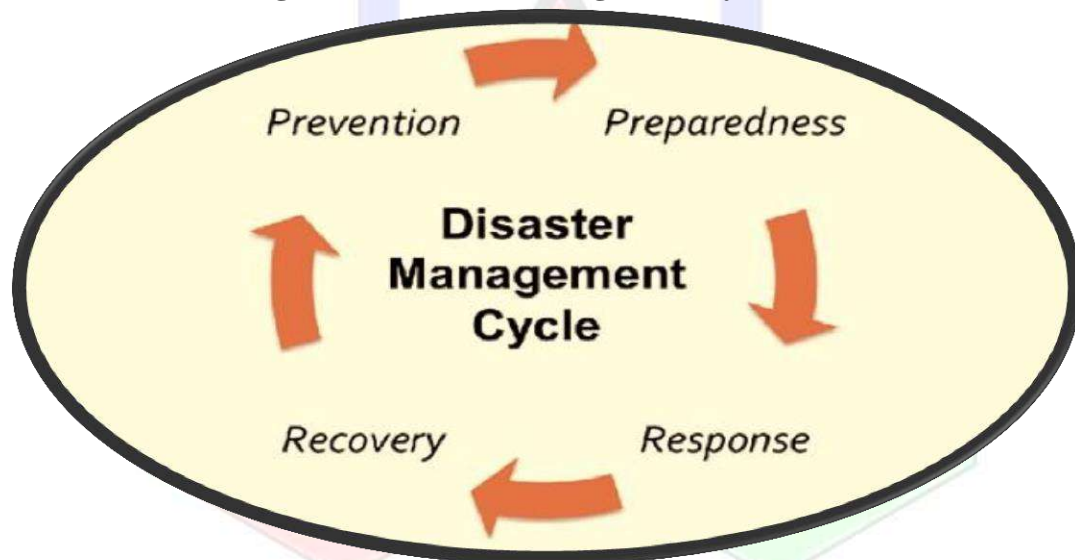 Prevention
Preparedness
Disaster
Management
Cycle
Recovery
Response